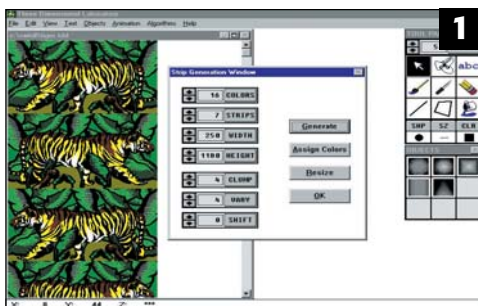 Three Dimensional Laboratory
File Edit View Text Objects Animation Algorithms Help
1
Strip Generation Window
16 COLORS
7 STRIPS
250 WIDTH
1100 HEIGHT
4 CLUMP
4 VARY
0 SHIFT
Generate
Assign Colors
Resize
OK
abc
SHP SZ CLR
OBJECTS
X: Y: Z: ***